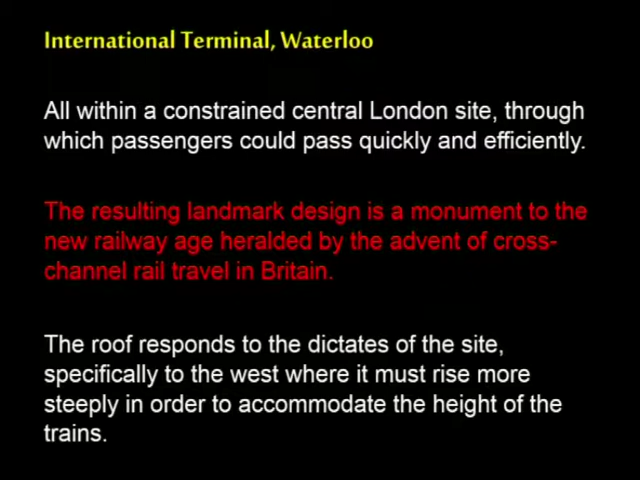 International Terminal, Waterloo
All within a constrained central London site, through
which passengers could pass quickly and efficiently.
The resulting landmark design is a monument to the
new railway age heralded by the advent of cross-
channel rail travel in Britain.
The roof responds to the dictates of the site,
specifically to the west where it must rise more
steeply in order to accommodate the height of the
trains.